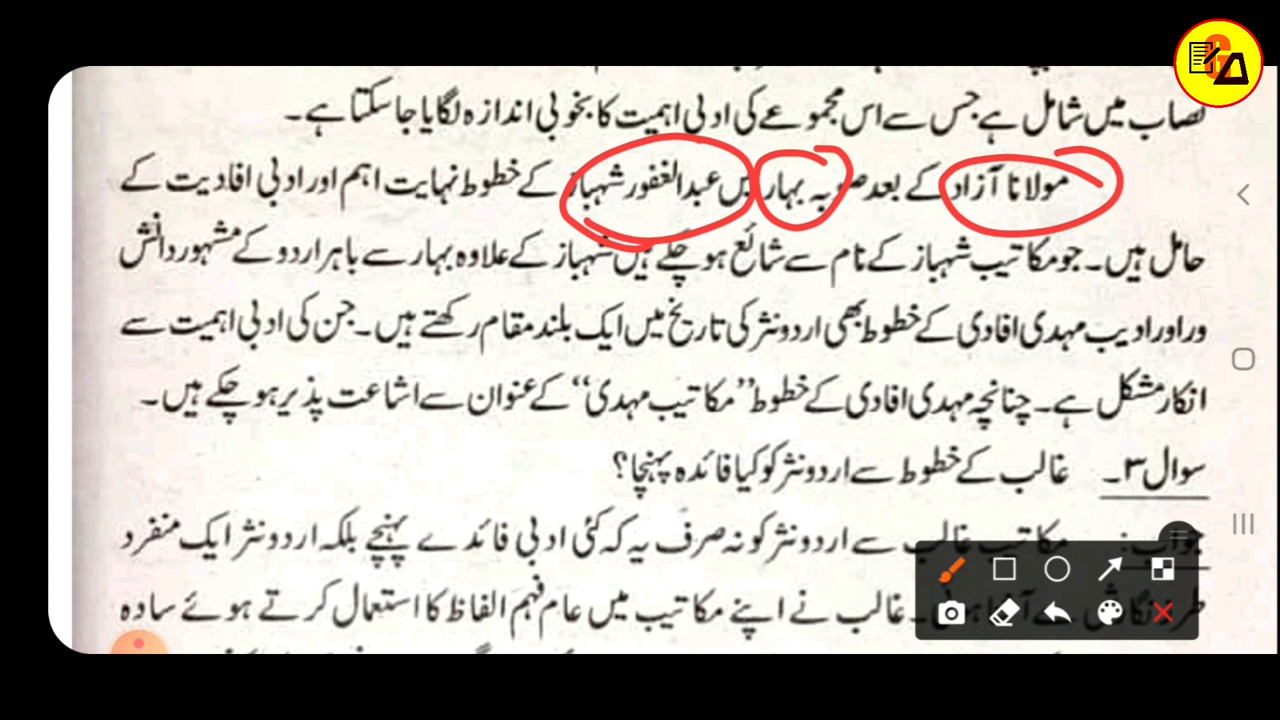 نصاب میں شامل ہے جس سے اس مجموعے کی ادبی اہمیت کا بخوبی اندازہ لگایا جا سکتا ہے۔
مولانا آزاد کے بعد صوبہ بہار میں عبدالغفور شہباز کے خطوط نہایت اہم اور ادبی افادیت کے
حامل ہیں۔ جو مکاتیب شہباز کے نام سے شائع ہو چکے ہیں شہباز کے علاوہ بہار سے باہر اردو کے مشہور دانش
ور اور ادیب مہدی افادی کے خطوط بھی اردو نثر کی تاریخ میں ایک بلند مقام رکھتے ہیں۔ جن کی ادبی اہمیت سے
انکار مشکل ہے۔ چنانچہ مہدی افادی کے خطوط ”مکاتیب مہدی“ کے عنوان سے اشاعت پذیر ہو چکے ہیں۔
سوال ۳۔ غالب کے خطوط سے اردو نثر کو کیا فائدہ پہنچا؟
جواب: مکاتیب غالب سے اردو نثر کو نہ صرف یہ کہ کئی ادبی فائدے پہنچے بلکہ اردو نثر ایک منفرد
غالب نے اپنے مکاتیب میں عام فہم الفاظ کا استعمال کرتے ہوئے سادہ